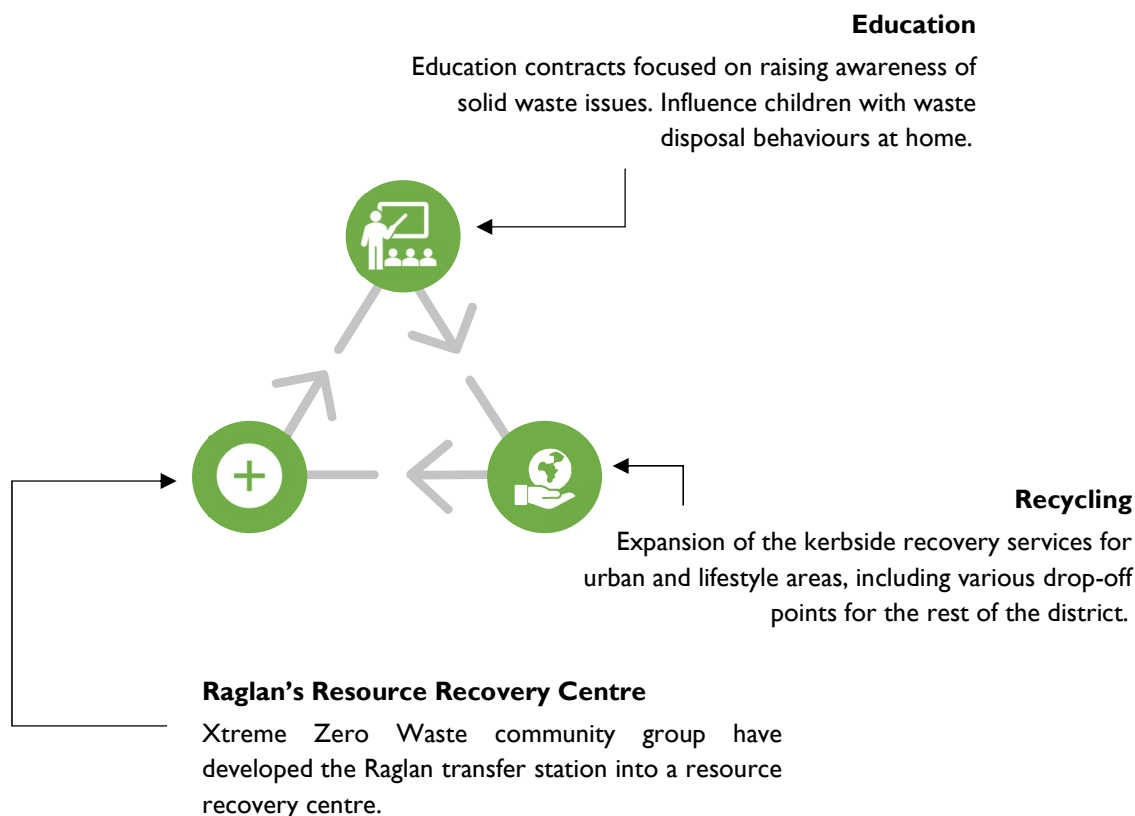 Education
Education contracts focused on raising awareness of
solid waste issues. Influence children with waste
disposal behaviours at home.
Recycling
Expansion of the kerbside recovery services for
urban and lifestyle areas, including various drop-off
points for the rest of the district.
Raglan’s Resource Recovery Centre
Xtreme Zero Waste community group have
developed the Raglan transfer station into a resource
recovery centre.